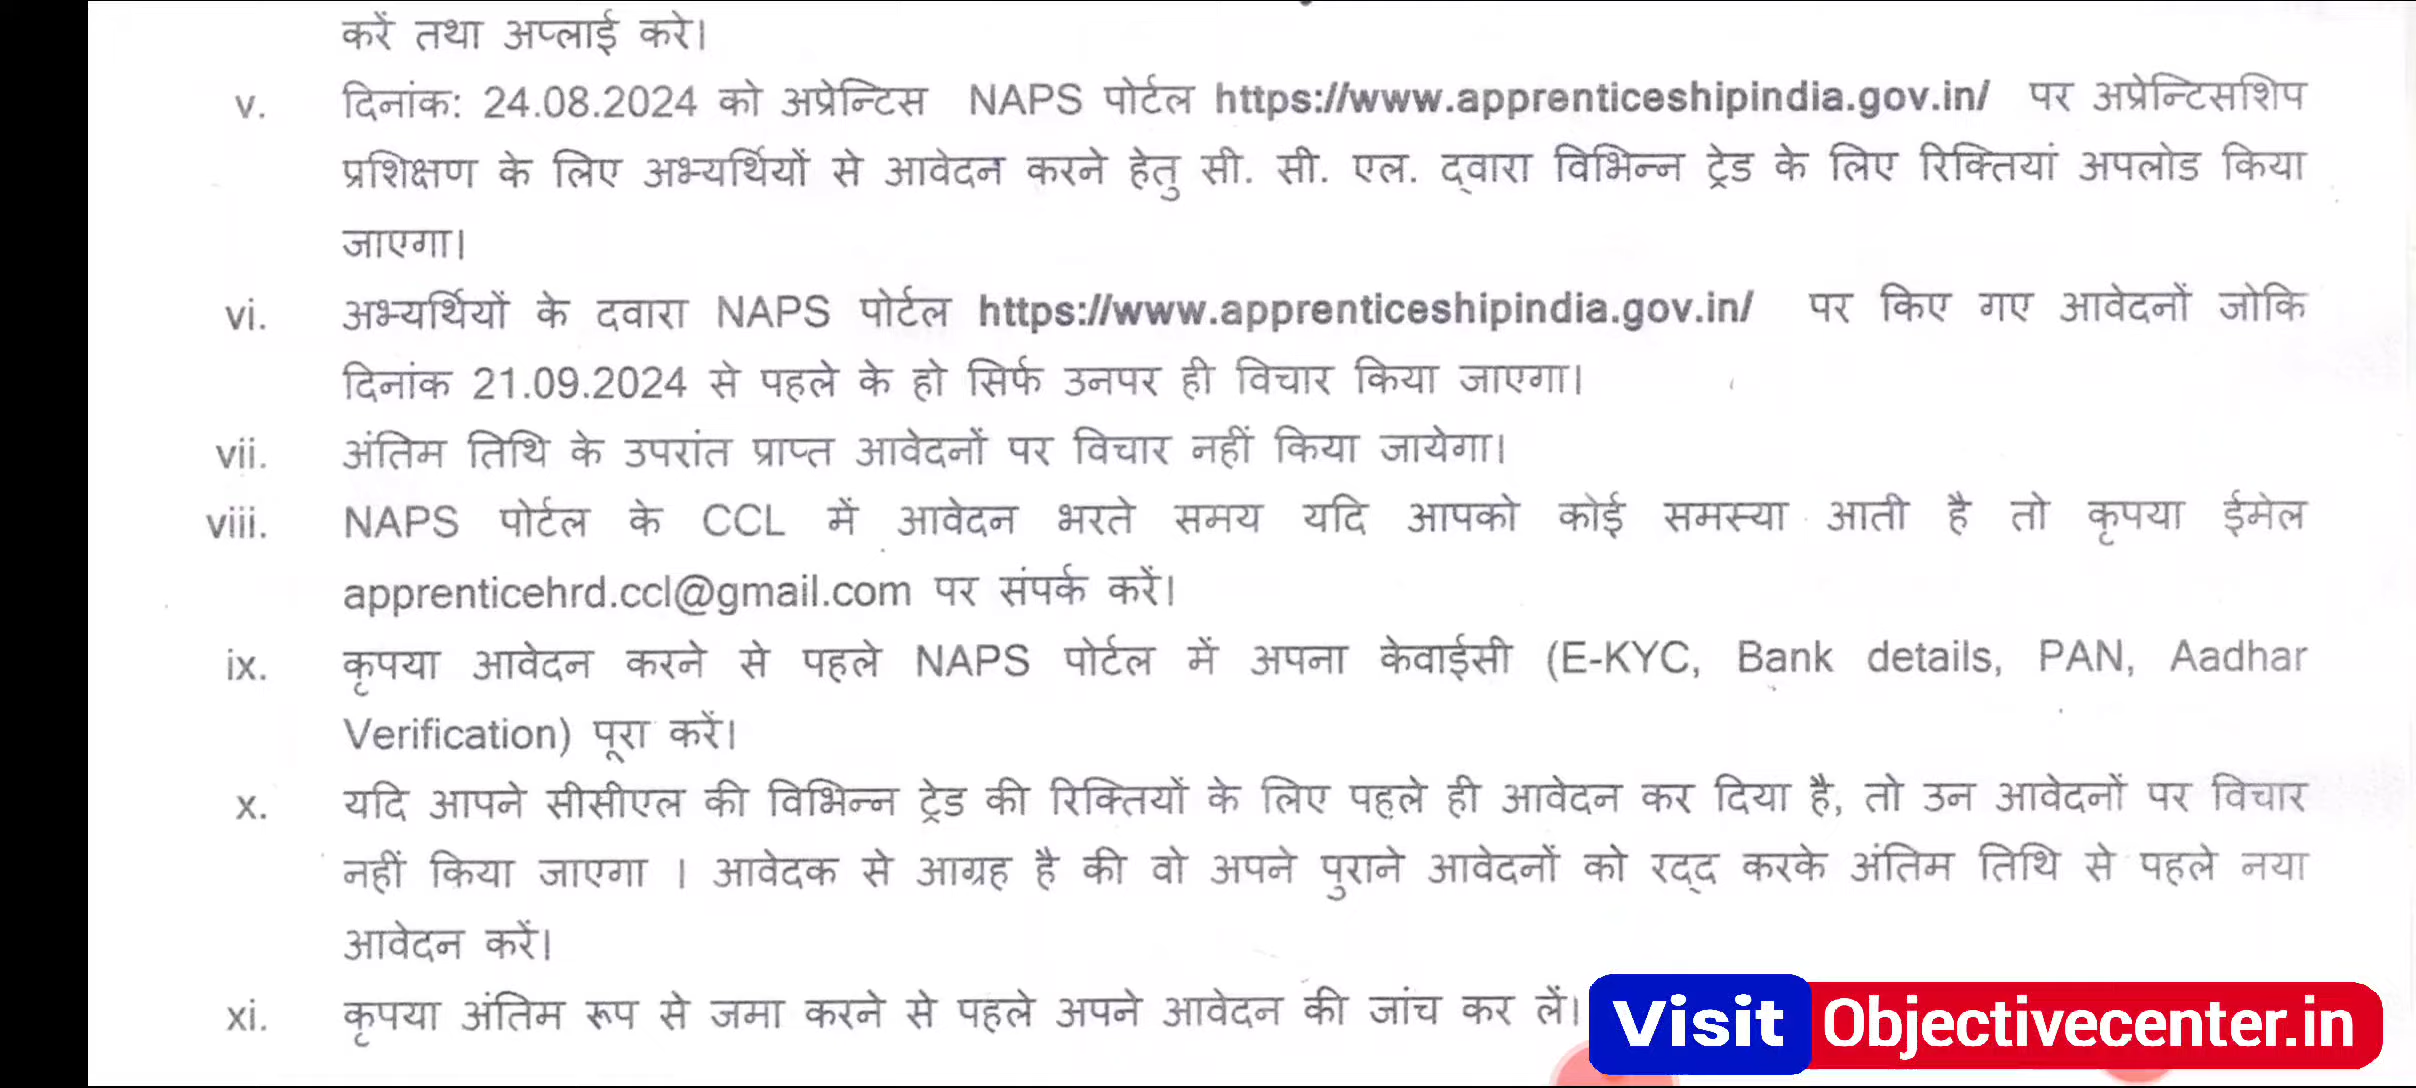 करें तथा अप्लाई करे।
v. दिनांक: 24.08.2024 को अप्रेन्टिस NAPS पोर्टल https://www.apprenticeshipindia.gov.in/ पर अप्रेन्टिसशिप
प्रशिक्षण के लिए अभ्यर्थियों से आवेदन करने हेतु सी. सी. एल. द्वारा विभिन्न ट्रेड के लिए रिक्तियां अपलोड किया
जाएगा।
vi. अभ्यर्थियों के दवारा NAPS पोर्टल https://www.apprenticeshipindia.gov.in/ पर किए गए आवेदनों जोकि
दिनांक 21.09.2024 से पहले के हो सिर्फ उनपर ही विचार किया जाएगा।
vii. अंतिम तिथि के उपरांत प्राप्त आवेदनों पर विचार नहीं किया जायेगा।
viii. NAPS पोर्टल के CCL में आवेदन भरते समय यदि आपको कोई समस्या आती है तो कृपया ईमेल
apprenticehrd.ccl@gmail.com पर संपर्क करें।
ix. कृपया आवेदन करने से पहले NAPS पोर्टल में अपना केवाईसी (E-KYC, Bank details, PAN, Aadhar
Verification) पूरा करें।
x. यदि आपने सीसीएल की विभिन्न ट्रेड की रिक्तियों के लिए पहले ही आवेदन कर दिया है, तो उन आवेदनों पर विचार
नहीं किया जाएगा । आवेदक से आग्रह है की वो अपने पुराने आवेदनों को रद्द करके अंतिम तिथि से पहले नया
आवेदन करें।
xi. कृपया अंतिम रूप से जमा करने से पहले अपने आवेदन की जांच कर लें।
Visit Objectivecenter.in